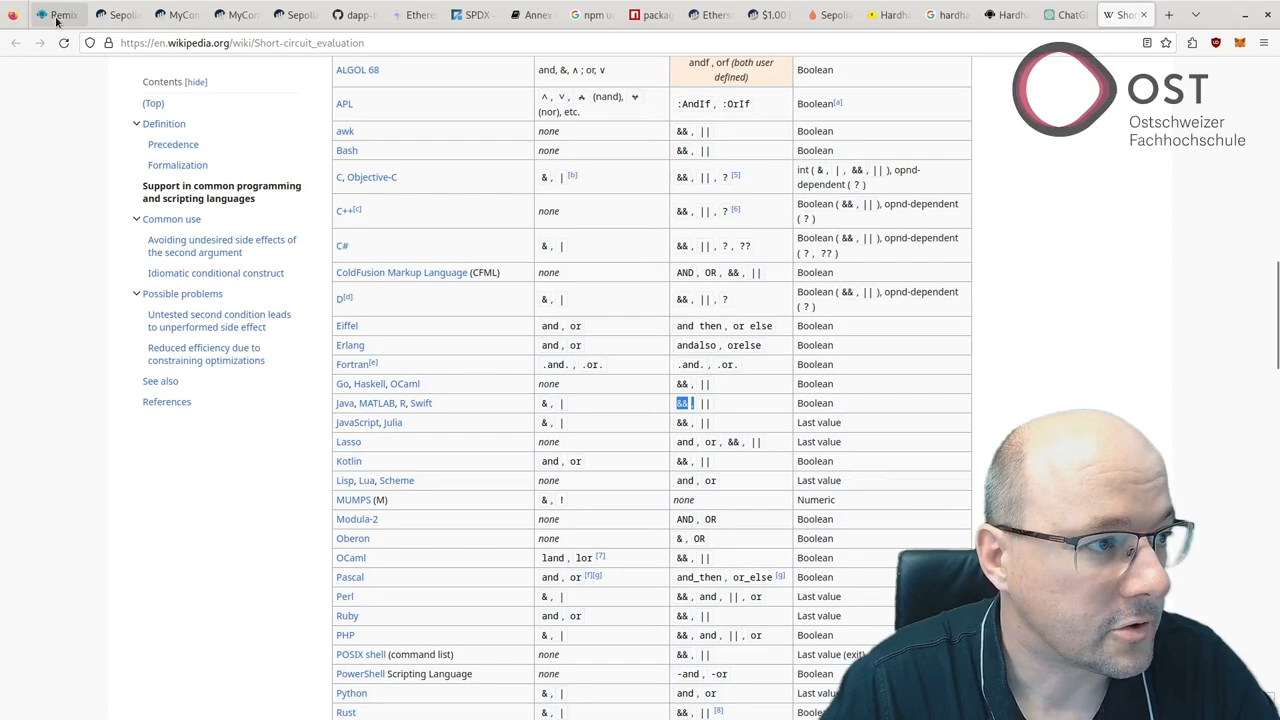 Remix
Sepolia
MyCon
MyCon
Sepolia
dapp-t
Ethere
SPDX -
Annex
npm un
packag
Ethersc
$1,00 |
Sepolia
Hardha
hardha
Hardha
ChatGP
Shor
https://en.wikipedia.org/wiki/Short-circuit_evaluation
OST
Ostschweizer
Fachhochschule
Contents [hide]
(Top)
Definition
Precedence
Formalization
Support in common programming
and scripting languages
Common use
Avoiding undesired side effects of
the second argument
Idiomatic conditional construct
Possible problems
Untested second condition leads
to unperformed side effect
Reduced efficiency due to
constraining optimizations
See also
References
ALGOL 68 and, &, ∧ ; or, ∨ andf , orf (both user defined) Boolean
APL ∧ , ∨ , ⍲ (nand), ⍱ (nor), etc. :AndIf , :OrIf Boolean[a]
awk none && , || Boolean
Bash none && , || Boolean
C, Objective-C & , | [b] && , || , ? [5] int ( & , | , && , || ), opnd-dependent ( ? )
C++[c] none && , || , ? [6] Boolean ( && , || ), opnd-dependent ( ? )
C# & , | && , || , ? , ?? Boolean ( && , || ), opnd-dependent ( ? , ?? )
ColdFusion Markup Language (CFML) none AND , OR , && , || Boolean
D[d] & , | && , || , ? Boolean ( && , || ), opnd-dependent ( ? )
Eiffel and , or and then , or else Boolean
Erlang and , or andalso , orelse Boolean
Fortran[e] .and. , .or. .and. , .or. Boolean
Go, Haskell, OCaml none && , || Boolean
Java, MATLAB, R, Swift & , | && , || Boolean
JavaScript, Julia & , | && , || Last value
Lasso none and , or , && , || Last value
Kotlin and , or && , || Boolean
Lisp, Lua, Scheme none and , or Last value
MUMPS (M) & , ! none Numeric
Modula-2 none AND , OR Boolean
Oberon none & , OR Boolean
OCaml land , lor [7] && , || Boolean
Pascal and , or [f][g] and_then , or_else [g] Boolean
Perl & , | && , and , || , or Last value
Ruby and , or && , || Last value
PHP & , | && , and , || , or Boolean
POSIX shell (command list) none && , || Last value (exit)
PowerShell Scripting Language none -and , -or Boolean
Python & , | and , or Last value
Rust & , | && , || [8] Boolean